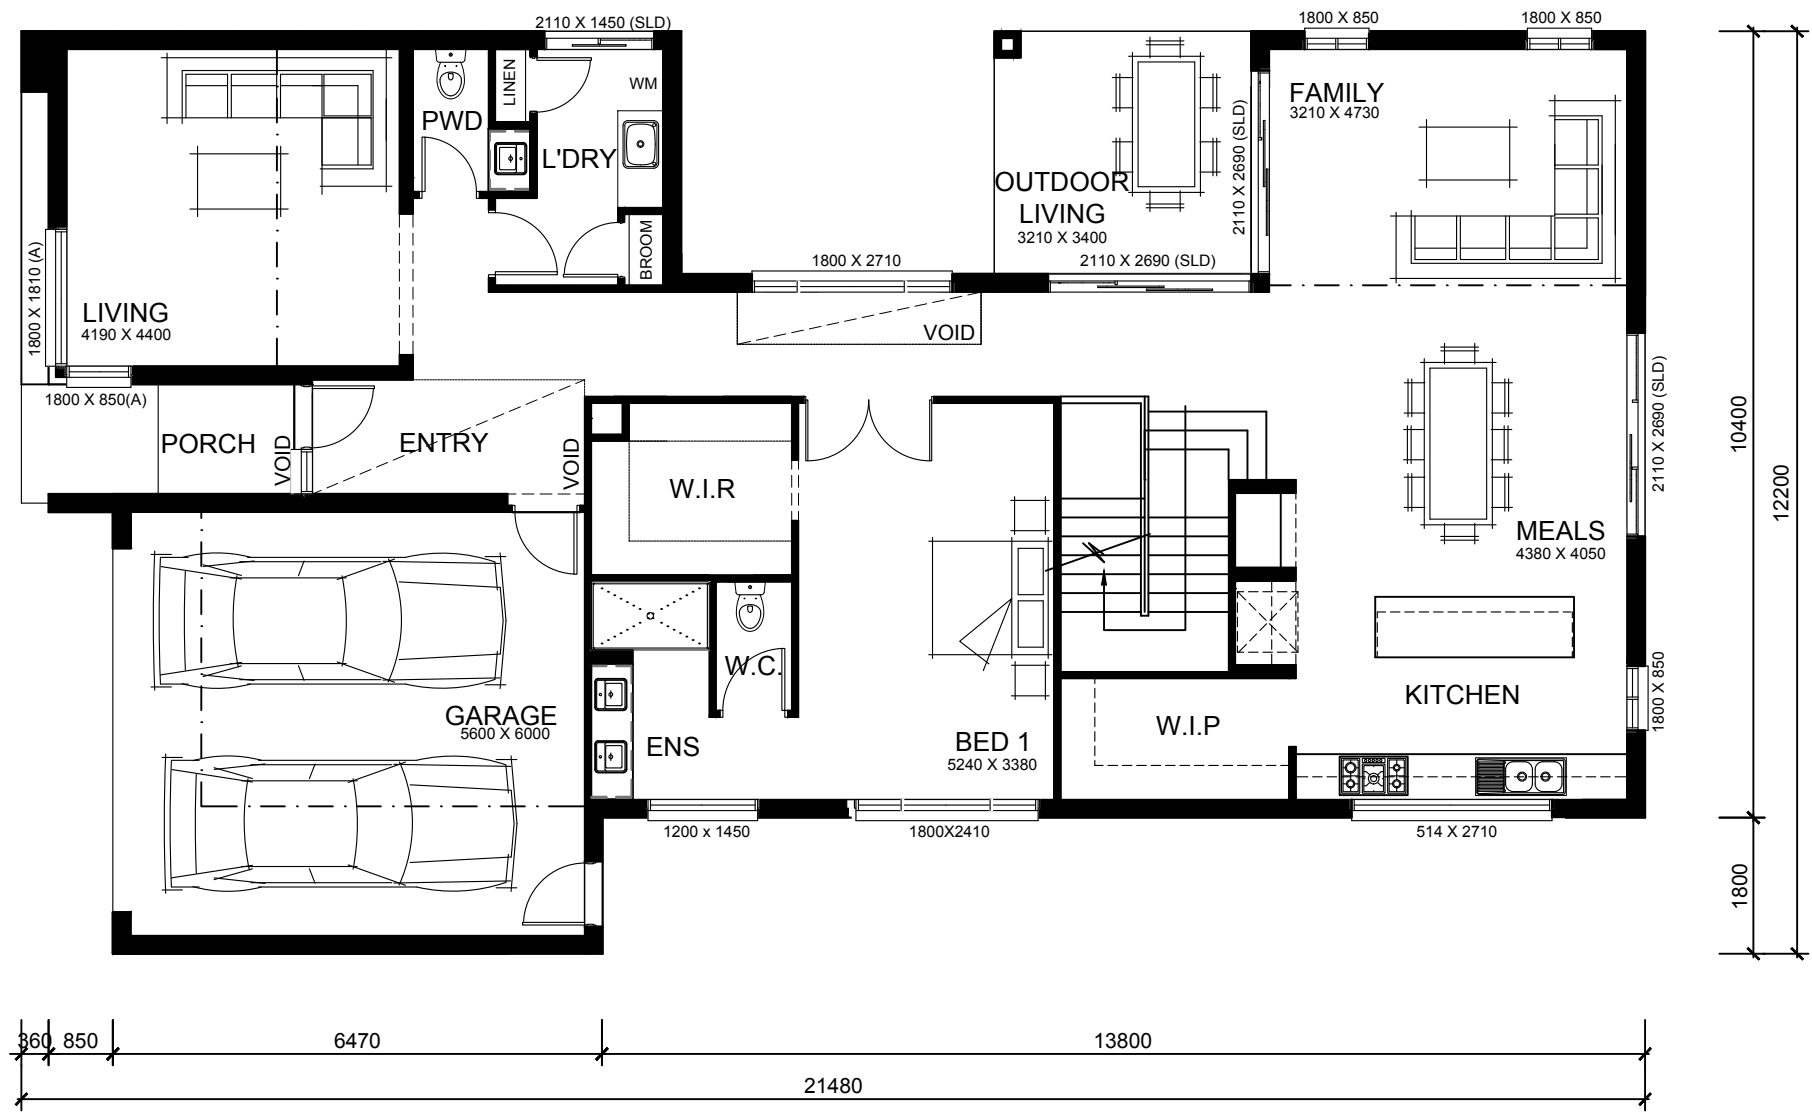 2110 X 1450 (SLD)
1800 X 850
1800 X 850
PWD
LINEN
WM
L'DRY
BROOM
FAMILY
3210 X 4730
2110 X 2690 (SLD)
OUTDOOR
LIVING
3210 X 3400
2110 X 2690 (SLD)
1800 X 2710
VOID
1800 X 1810 (A)
LIVING
4190 X 4400
1800 X 850(A)
PORCH
VOID
ENTRY
VOID
W.I.R
2110 X 2690 (SLD)
MEALS
4380 X 4050
10400
12200
GARAGE
5600 X 6000
W.C.
ENS
BED 1
5240 X 3380
W.I.P
KITCHEN
1800 X 850
1200 x 1450
1800X2410
514 X 2710
1800
360
850
6470
13800
21480